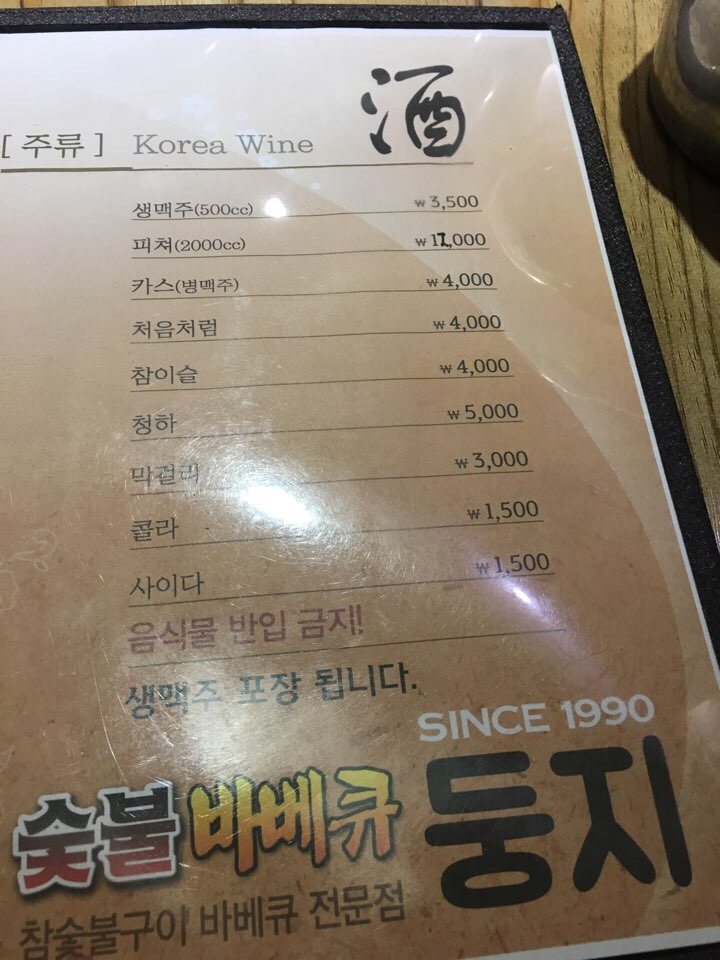 酒
[ 주류 ] Korea Wine
생맥주(500cc) ₩3,500
피쳐(2000cc) ₩12,000
카스(병맥주) ₩4,000
처음처럼 ₩4,000
참이슬 ₩4,000
청하 ₩5,000
막걸리 ₩3,000
콜라 ₩1,500
사이다 ₩1,500
음식물 반입 금지!
생맥주 포장 됩니다.
SINCE 1990
숯불 바베큐 둥지
참숯불구이 바베큐 전문점